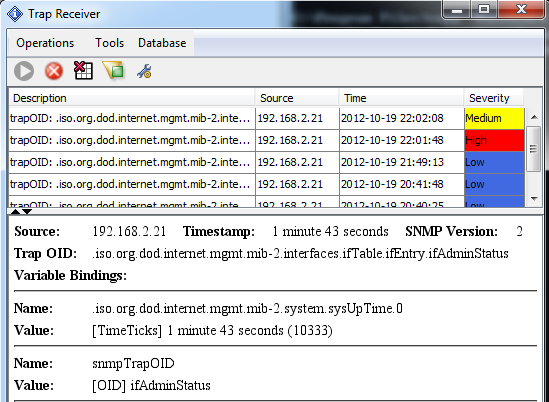 Trap Receiver
Operations Tools Database
Description Source Time Severity
trapOID: .iso.org.dod.internet.mgmt.mib-2.inte... 192.168.2.21 2012-10-19 22:02:08 Medium
trapOID: .iso.org.dod.internet.mgmt.mib-2.inte... 192.168.2.21 2012-10-19 22:01:48 High
trapOID: .iso.org.dod.internet.mgmt.mib-2.inte... 192.168.2.21 2012-10-19 21:49:13 Low
trapOID: .iso.org.dod.internet.mgmt.mib-2.inte... 192.168.2.21 2012-10-19 20:41:48 Low
trapOID: .iso.org.dod.internet.mgmt.mib-2.inte... 192.168.2.21 2012-10-19 20:40:25 Low
Source: 192.168.2.21 Timestamp: 1 minute 43 seconds SNMP Version: 2
Trap OID: .iso.org.dod.internet.mgmt.mib-2.interfaces.ifTable.ifEntry.ifAdminStatus
Variable Bindings:
Name: .iso.org.dod.internet.mgmt.mib-2.system.sysUpTime.0
Value: [TimeTicks] 1 minute 43 seconds (10333)
Name: snmpTrapOID
Value: [OID] ifAdminStatus